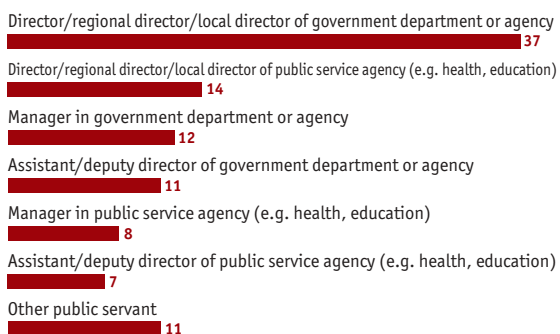 Director/regional director/local director of government department or agency
37
Director/regional director/local director of public service agency (e.g. health, education)
14
Manager in government department or agency
12
Assistant/deputy director of government department or agency
11
Manager in public service agency (e.g. health, education)
8
Assistant/deputy director of public service agency (e.g. health, education)
7
Other public servant
11